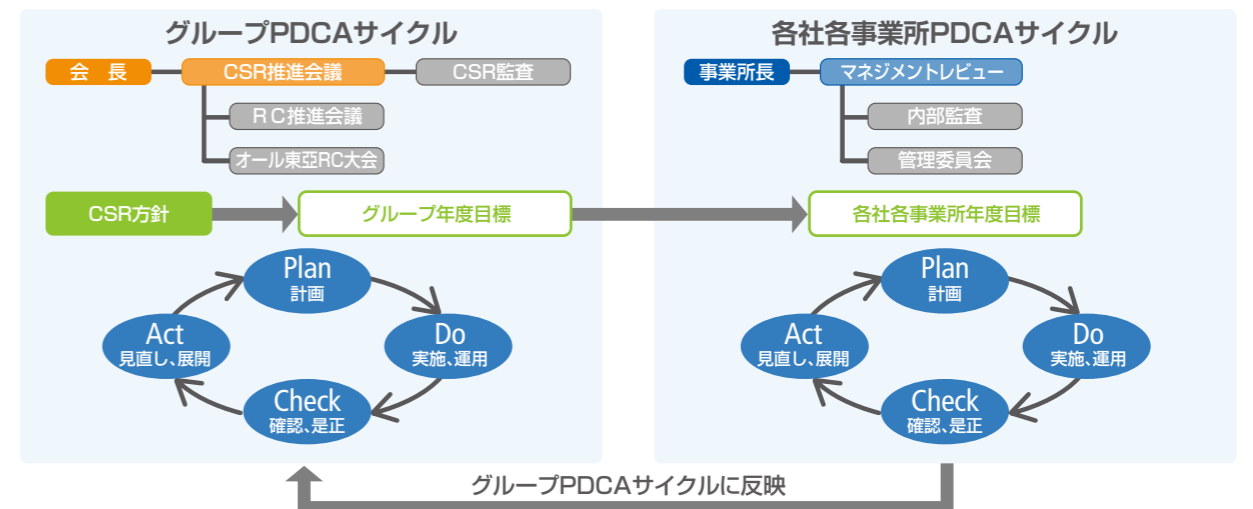 グループPDCAサイクル
会 長
CSR推進会議
CSR監査
RC推進会議
オール東亞RC大会
CSR方針
グループ年度目標
Plan
計画
Do
実施、運用
Check
確認、是正
Act
見直し、展開
各社各事業所PDCAサイクル
事業所長
マネジメントレビュー
内部監査
管理委員会
各社各事業所年度目標
Plan
計画
Do
実施、運用
Check
確認、是正
Act
見直し、展開
グループPDCAサイクルに反映